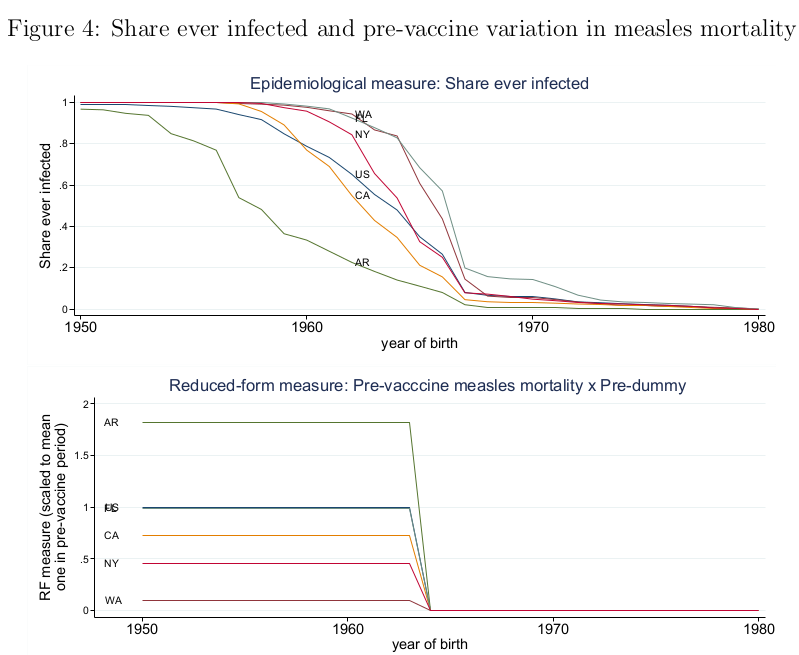 Figure 4: Share ever infected and pre-vaccine variation in measles mortality
Epidemiological measure: Share ever infected
Share ever infected
1
.8
.6
.4
.2
0
WA
FL
NY
US
CA
AR
1950 1960 1970 1980
year of birth
Reduced-form measure: Pre-vacccine measles mortality x Pre-dummy
RF measure (scaled to mean
one in pre-vaccine period)
2
1.5
1
.5
0
AR
US
FL
CA
NY
WA
1950 1960 1970 1980
year of birth